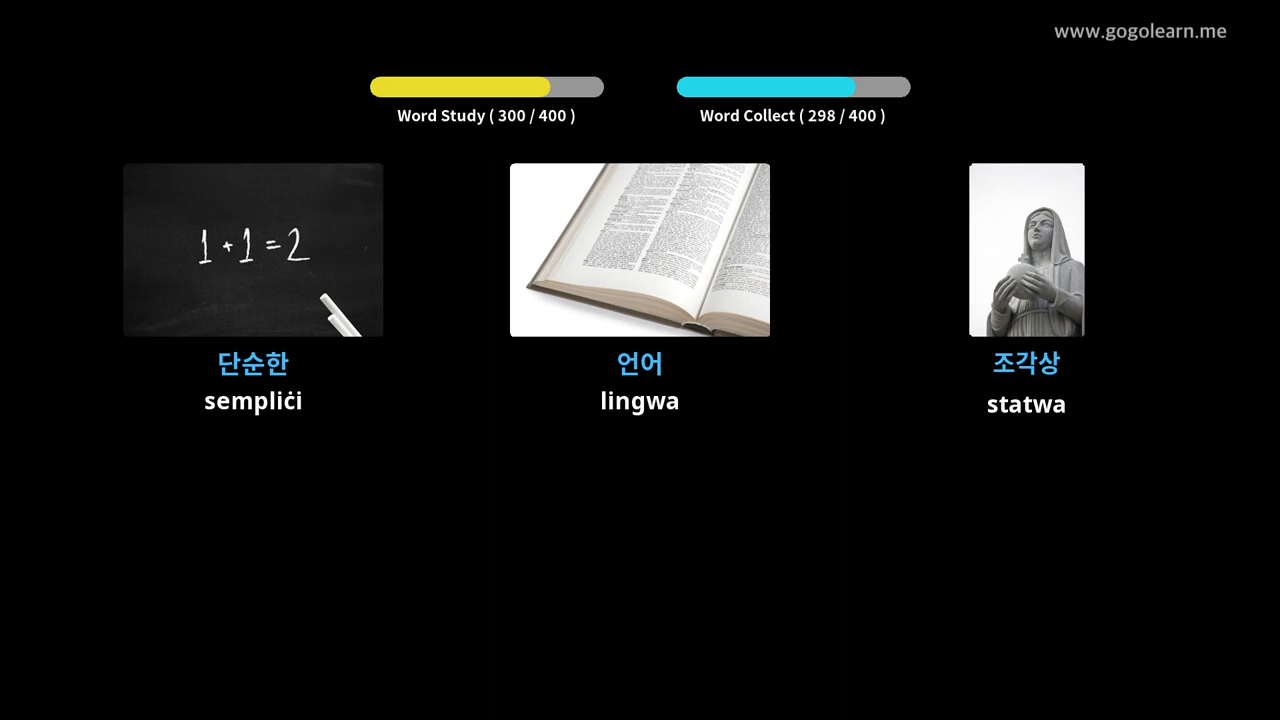 www.gogolearn.me
Word Study ( 300 / 400 )
Word Collect ( 298 / 400 )
1 + 1 = 2
단순한
sempliċi
언어
lingwa
조각상
statwa